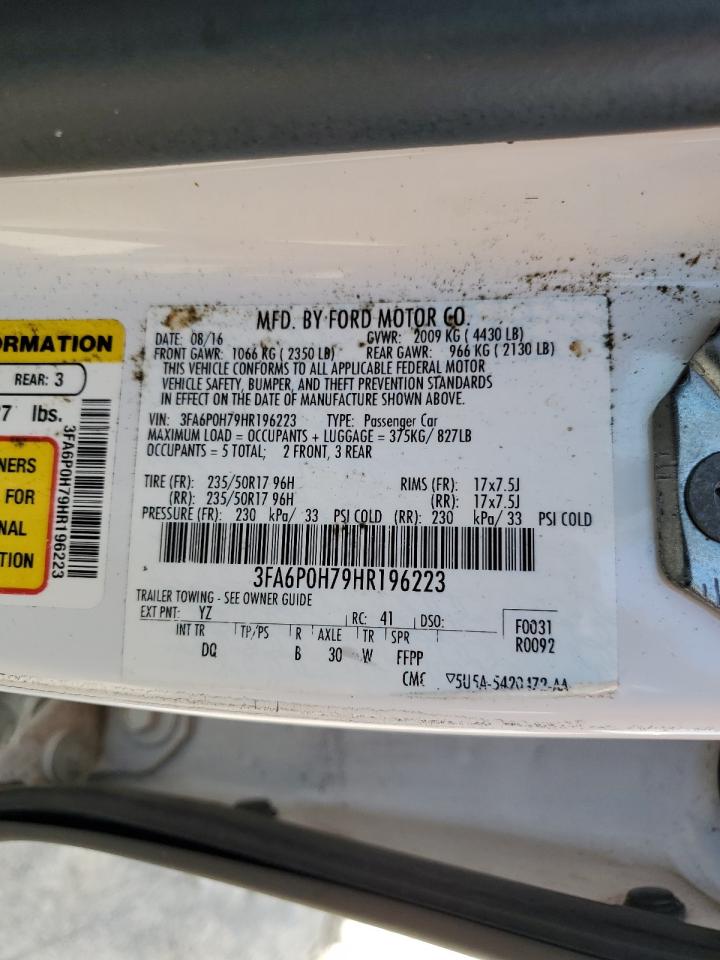 MFD. BY FORD MOTOR CO.
DATE: 08/16 GVWR: 2009 KG ( 4430 LB)
FRONT GAWR: 1066 KG ( 2350 LB) REAR GAWR: 966 KG ( 2130 LB)
THIS VEHICLE CONFORMS TO ALL APPLICABLE FEDERAL MOTOR
VEHICLE SAFETY, BUMPER, AND THEFT PREVENTION STANDARDS
IN EFFECT ON THE DATE OF MANUFACTURE SHOWN ABOVE.
VIN: 3FA6P0H79HR196223 TYPE: Passenger Car
MAXIMUM LOAD = OCCUPANTS + LUGGAGE = 375KG/ 827LB
OCCUPANTS = 5 TOTAL; 2 FRONT, 3 REAR
TIRE (FR): 235/50R17 96H RIMS (FR): 17x7.5J
(RR): 235/50R17 96H (RR): 17x7.5J
PRESSURE (FR): 230 kPa/ 33 PSI COLD (RR): 230 kPa/ 33 PSI COLD
3FA6P0H79HR196223
TRAILER TOWING - SEE OWNER GUIDE
EXT PNT: YZ RC: 41 DSO: F0031
INT TR TP/PS R AXLE TR SPR R0092
DQ B 30 W FFPP
ORMATION
REAR: 3
7 lbs.
NERS
FOR
NAL
TION
3FA6P0H79HR196223